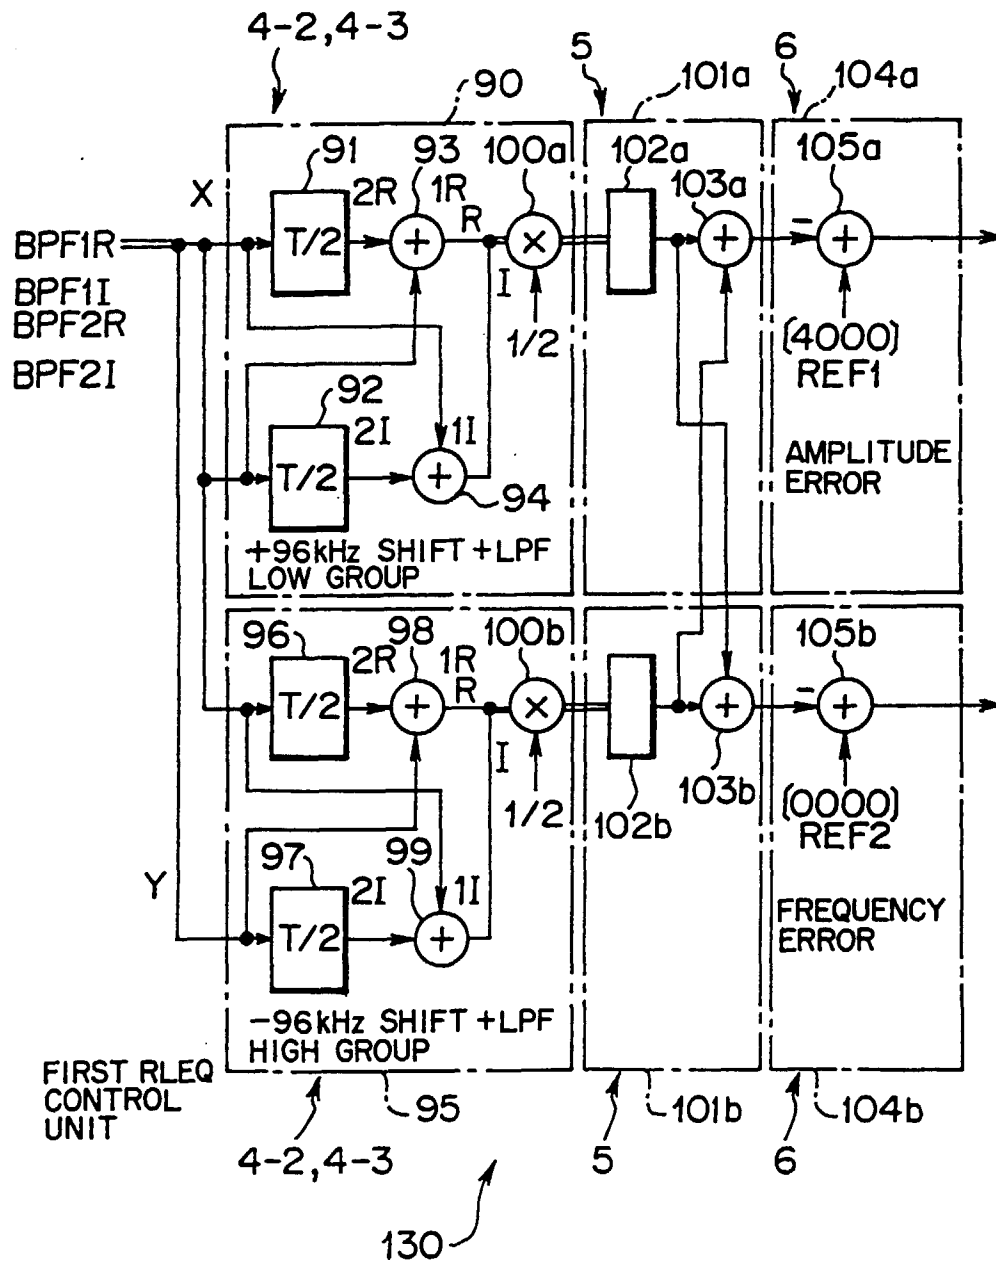 4-2, 4-3
5
6
90
101a
104a
91
93
100a
102a
103a
105a
X
2R
1R
R
BPF1R
T/2
+
×
+
-
+
BPF1I
I
BPF2R
1/2
(4000)
REF1
BPF2I
92
2I
1I
T/2
+
94
AMPLITUDE
ERROR
+96kHz SHIFT +LPF
LOW GROUP
96
98
100b
105b
2R
1R
R
T/2
+
×
+
-
+
I
103b
1/2
102b
(0000)
REF2
97
99
Y
2I
1I
T/2
+
FREQUENCY
ERROR
-96kHz SHIFT +LPF
HIGH GROUP
FIRST RLEQ
CONTROL
UNIT
95
101b
104b
4-2, 4-3
5
6
130